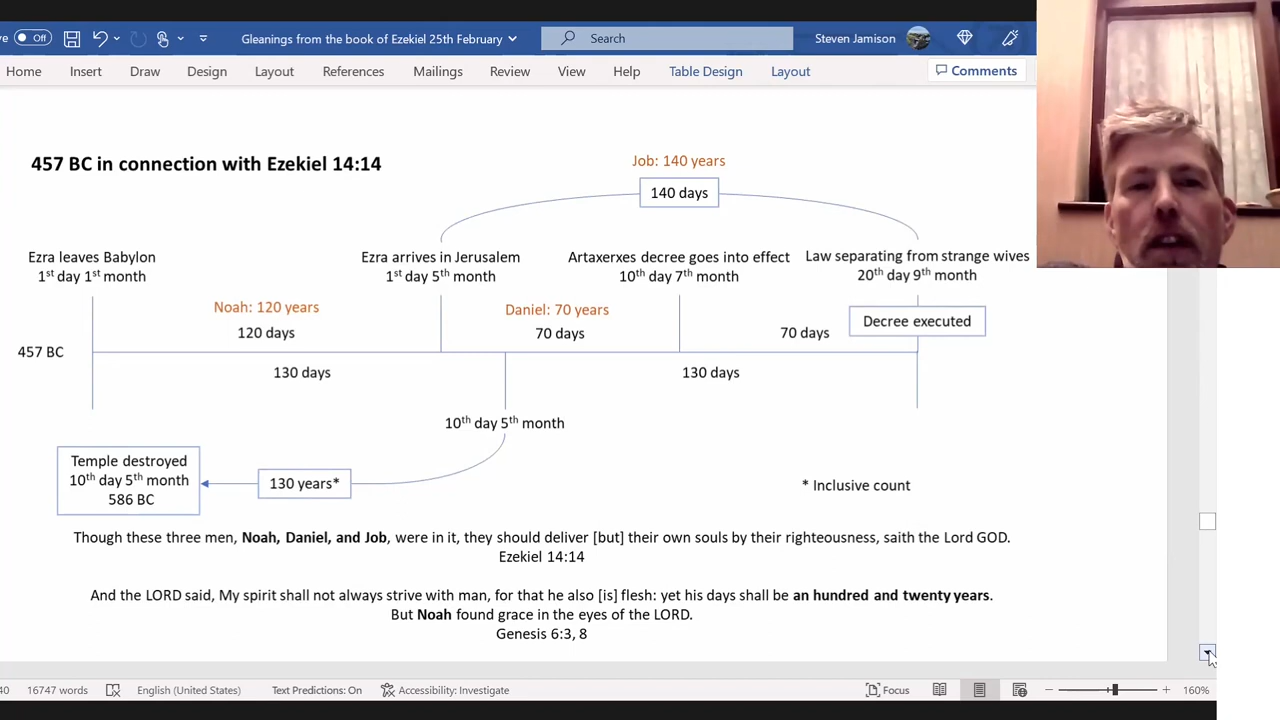 ve Off Gleanings from the book of Ezekiel 25th February Search Steven Jamison
Home Insert Draw Design Layout References Mailings Review View Help Table Design Layout Comments
457 BC in connection with Ezekiel 14:14
Job: 140 years
140 days
Ezra leaves Babylon
1st day 1st month
Ezra arrives in Jerusalem
1st day 5th month
Artaxerxes decree goes into effect
10th day 7th month
Law separating from strange wives
20th day 9th month
Noah: 120 years
120 days
Daniel: 70 years
70 days
70 days
Decree executed
457 BC
130 days
130 days
10th day 5th month
Temple destroyed
10th day 5th month
586 BC
130 years*
* Inclusive count
Though these three men, Noah, Daniel, and Job, were in it, they should deliver [but] their own souls by their righteousness, saith the Lord GOD.
Ezekiel 14:14
And the LORD said, My spirit shall not always strive with man, for that he also [is] flesh: yet his days shall be an hundred and twenty years.
But Noah found grace in the eyes of the LORD.
Genesis 6:3, 8
40 16747 words English (United States) Text Predictions: On Accessibility: Investigate Focus 160%